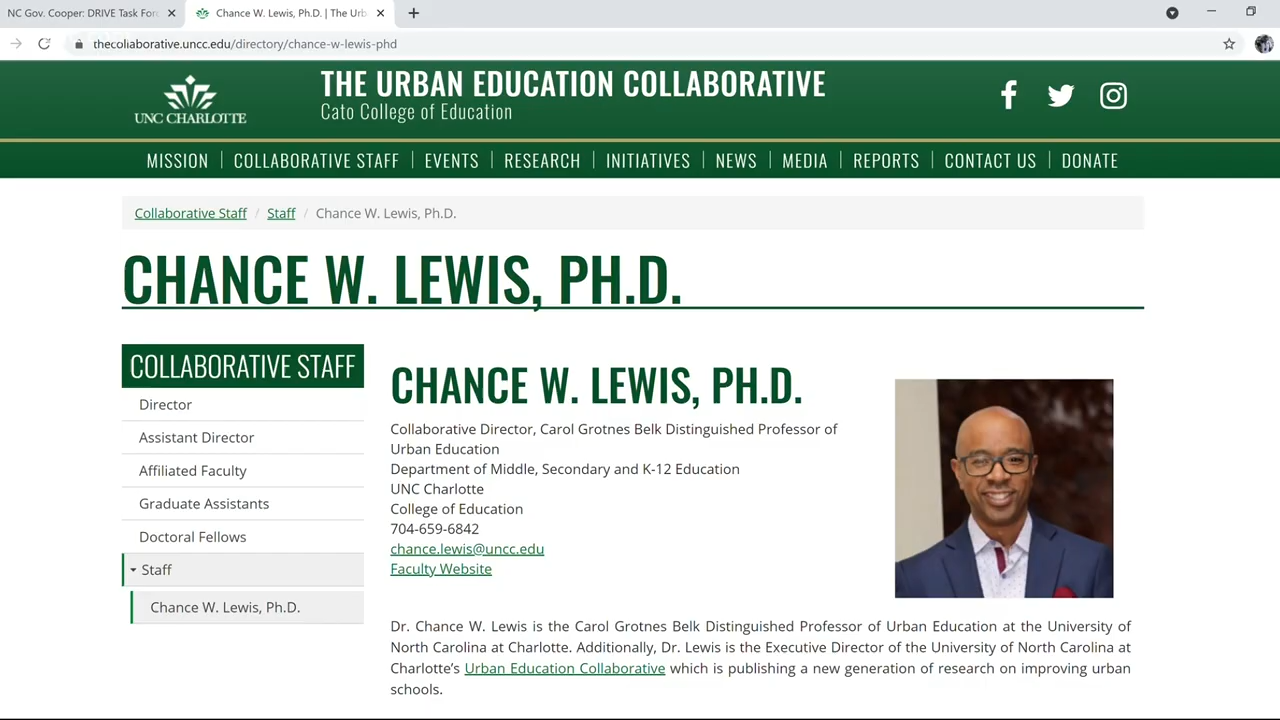 NC Gov. Cooper: DRIVE Task Forc
Chance W. Lewis, Ph.D. | The Urb
thecoliaborative.uncc.edu/directory/chance-w-lewis-phd
UNC CHARLOTTE
THE URBAN EDUCATION COLLABORATIVE
Cato College of Education
MISSION COLLABORATIVE STAFF EVENTS RESEARCH INITIATIVES NEWS MEDIA REPORTS CONTACT US DONATE
Collaborative Staff / Staff / Chance W. Lewis, Ph.D.
CHANCE W. LEWIS, PH.D.
COLLABORATIVE STAFF
Director
Assistant Director
Affiliated Faculty
Graduate Assistants
Doctoral Fellows
Staff
Chance W. Lewis, Ph.D.
CHANCE W. LEWIS, PH.D.
Collaborative Director, Carol Grotnes Belk Distinguished Professor of
Urban Education
Department of Middle, Secondary and K-12 Education
UNC Charlotte
College of Education
704-659-6842
chance.lewis@uncc.edu
Faculty Website
Dr. Chance W. Lewis is the Carol Grotnes Belk Distinguished Professor of Urban Education at the University of
North Carolina at Charlotte. Additionally, Dr. Lewis is the Executive Director of the University of North Carolina at
Charlotte's Urban Education Collaborative which is publishing a new generation of research on improving urban
schools.